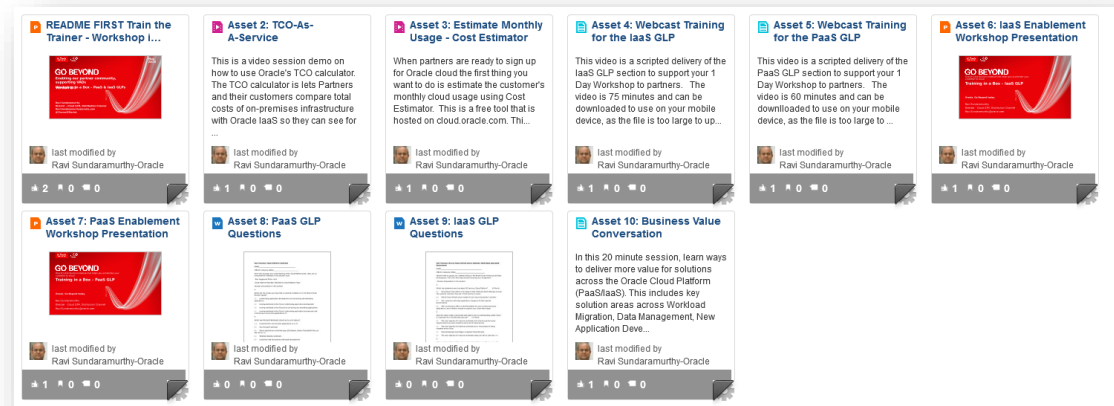 README FIRST Train the
Trainer - Workshop i...
GO BEYOND
last modified by
Ravi Sundaramurthy-Oracle
2 0 0
Asset 2: TCO-As-
A-Service
This is a video session demo on
how to use Oracle's TCO calculator.
The TCO calculator is lets Partners
and their customers compare total
costs of on-premises infrastructure
with Oracle IaaS so they can see for
...
last modified by
Ravi Sundaramurthy-Oracle
1 0 0
Asset 3: Estimate Monthly
Usage - Cost Estimator
When partners are ready to sign up
for Oracle cloud the first thing you
want to do is estimate the customer's
monthly cloud usage using Cost
Estimator. This is a free tool that is
hosted on cloud.oracle.com. Thi...
last modified by
Ravi Sundaramurthy-Oracle
1 0 0
Asset 4: Webcast Training
for the IaaS GLP
This video is a scripted delivery of the
IaaS GLP section to support your 1
Day Workshop to partners. The
video is 75 minutes and can be
downloaded to use on your mobile
device, as the file is too large to up...
last modified by
Ravi Sundaramurthy-Oracle
1 0 0
Asset 5: Webcast Training
for the PaaS GLP
This video is a scripted delivery of the
PaaS GLP section to support your 1
Day Workshop to partners. The
video is 60 minutes and can be
downloaded to use on your mobile
device, as the file is too large to ...
last modified by
Ravi Sundaramurthy-Oracle
1 0 0
Asset 6: IaaS Enablement
Workshop Presentation
GO BEYOND
Training in a Box - IaaS GLP
last modified by
Ravi Sundaramurthy-Oracle
1 0 0
Asset 7: PaaS Enablement
Workshop Presentation
GO BEYOND
Training in a Box - PaaS GLP
last modified by
Ravi Sundaramurthy-Oracle
1 0 0
Asset 8: PaaS GLP
Questions
last modified by
Ravi Sundaramurthy-Oracle
0 0 0
Asset 9: IaaS GLP
Questions
last modified by
Ravi Sundaramurthy-Oracle
0 0 0
Asset 10: Business Value
Conversation
In this 20 minute session, learn ways
to deliver more value for solutions
across the Oracle Cloud Platform
(PaaS/IaaS). This includes key
solution areas across Workload
Migration, Data Management, New
Application Deve...
last modified by
Ravi Sundaramurthy-Oracle
1 0 0